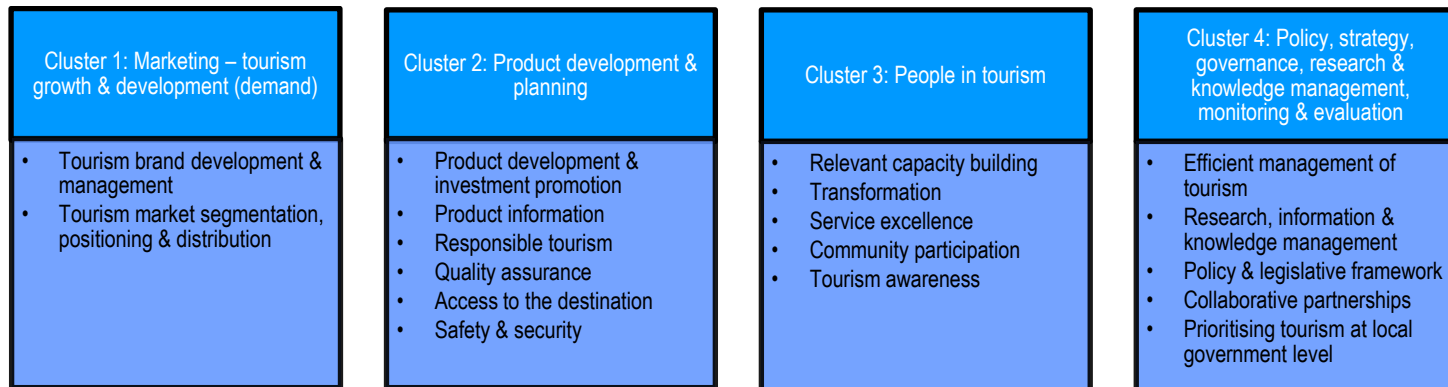 Cluster 1: Marketing – tourism
growth & development (demand)
• Tourism brand development &
management
• Tourism market segmentation,
positioning & distribution
Cluster 2: Product development &
planning
• Product development &
investment promotion
• Product information
• Responsible tourism
• Quality assurance
• Access to the destination
• Safety & security
Cluster 3: People in tourism
• Relevant capacity building
• Transformation
• Service excellence
• Community participation
• Tourism awareness
Cluster 4: Policy, strategy,
governance, research &
knowledge management,
monitoring & evaluation
• Efficient management of
tourism
• Research, information &
knowledge management
• Policy & legislative framework
• Collaborative partnerships
• Prioritising tourism at local
government level